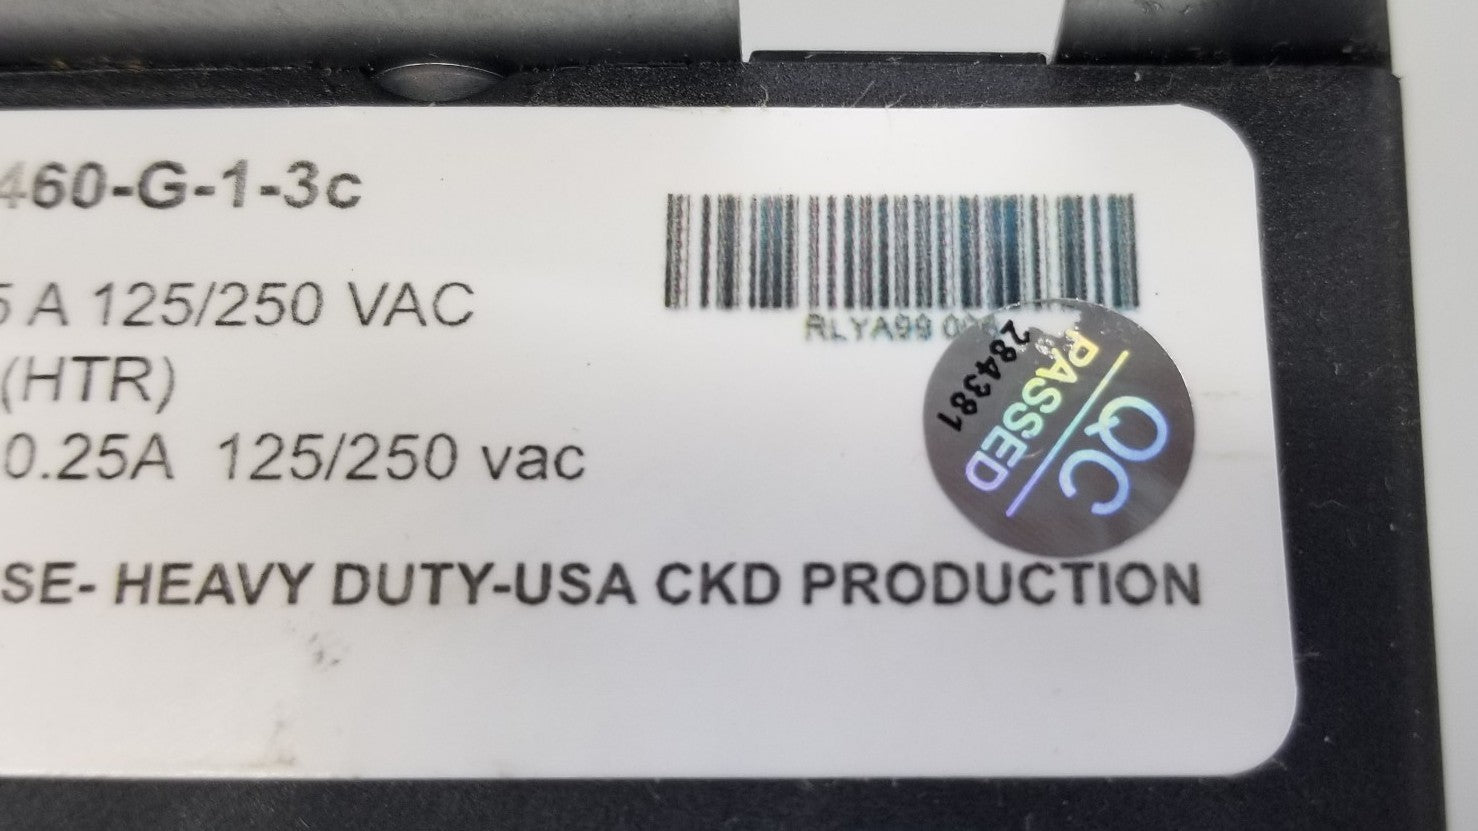 460-G-1-3c
5 A 125/250 VAC
(HTR)
0.25A 125/250 vac
SE- HEAVY DUTY-USA CKD PRODUCTION
RLYA99
QC
PASSED
284381